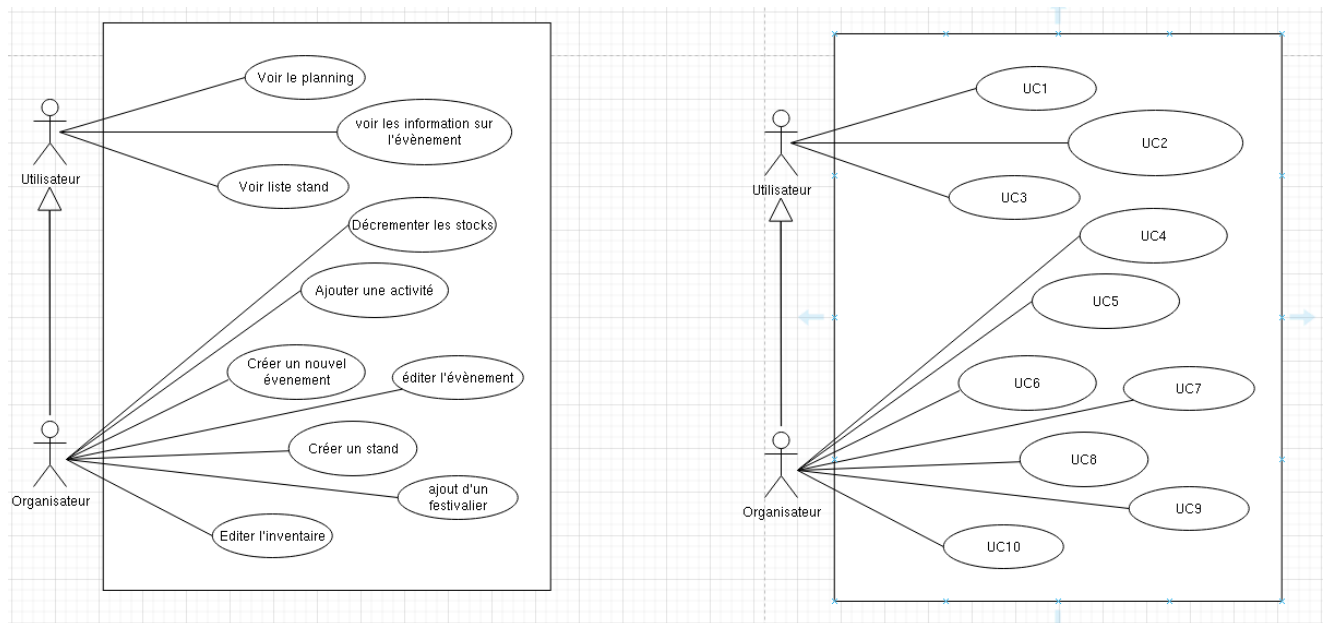 Voir le planning
voir les information sur
l'évènement
Utilisateur
Voir liste stand
Décrementer les stocks
Ajouter une activité
Créer un nouvel
évenement
éditer l'évènement
Créer un stand
Organisateur
ajout d'un
festivalier
Editer l'inventaire
UC1
UC2
Utilisateur
UC3
UC4
UC5
UC6
UC7
UC8
Organisateur
UC9
UC10